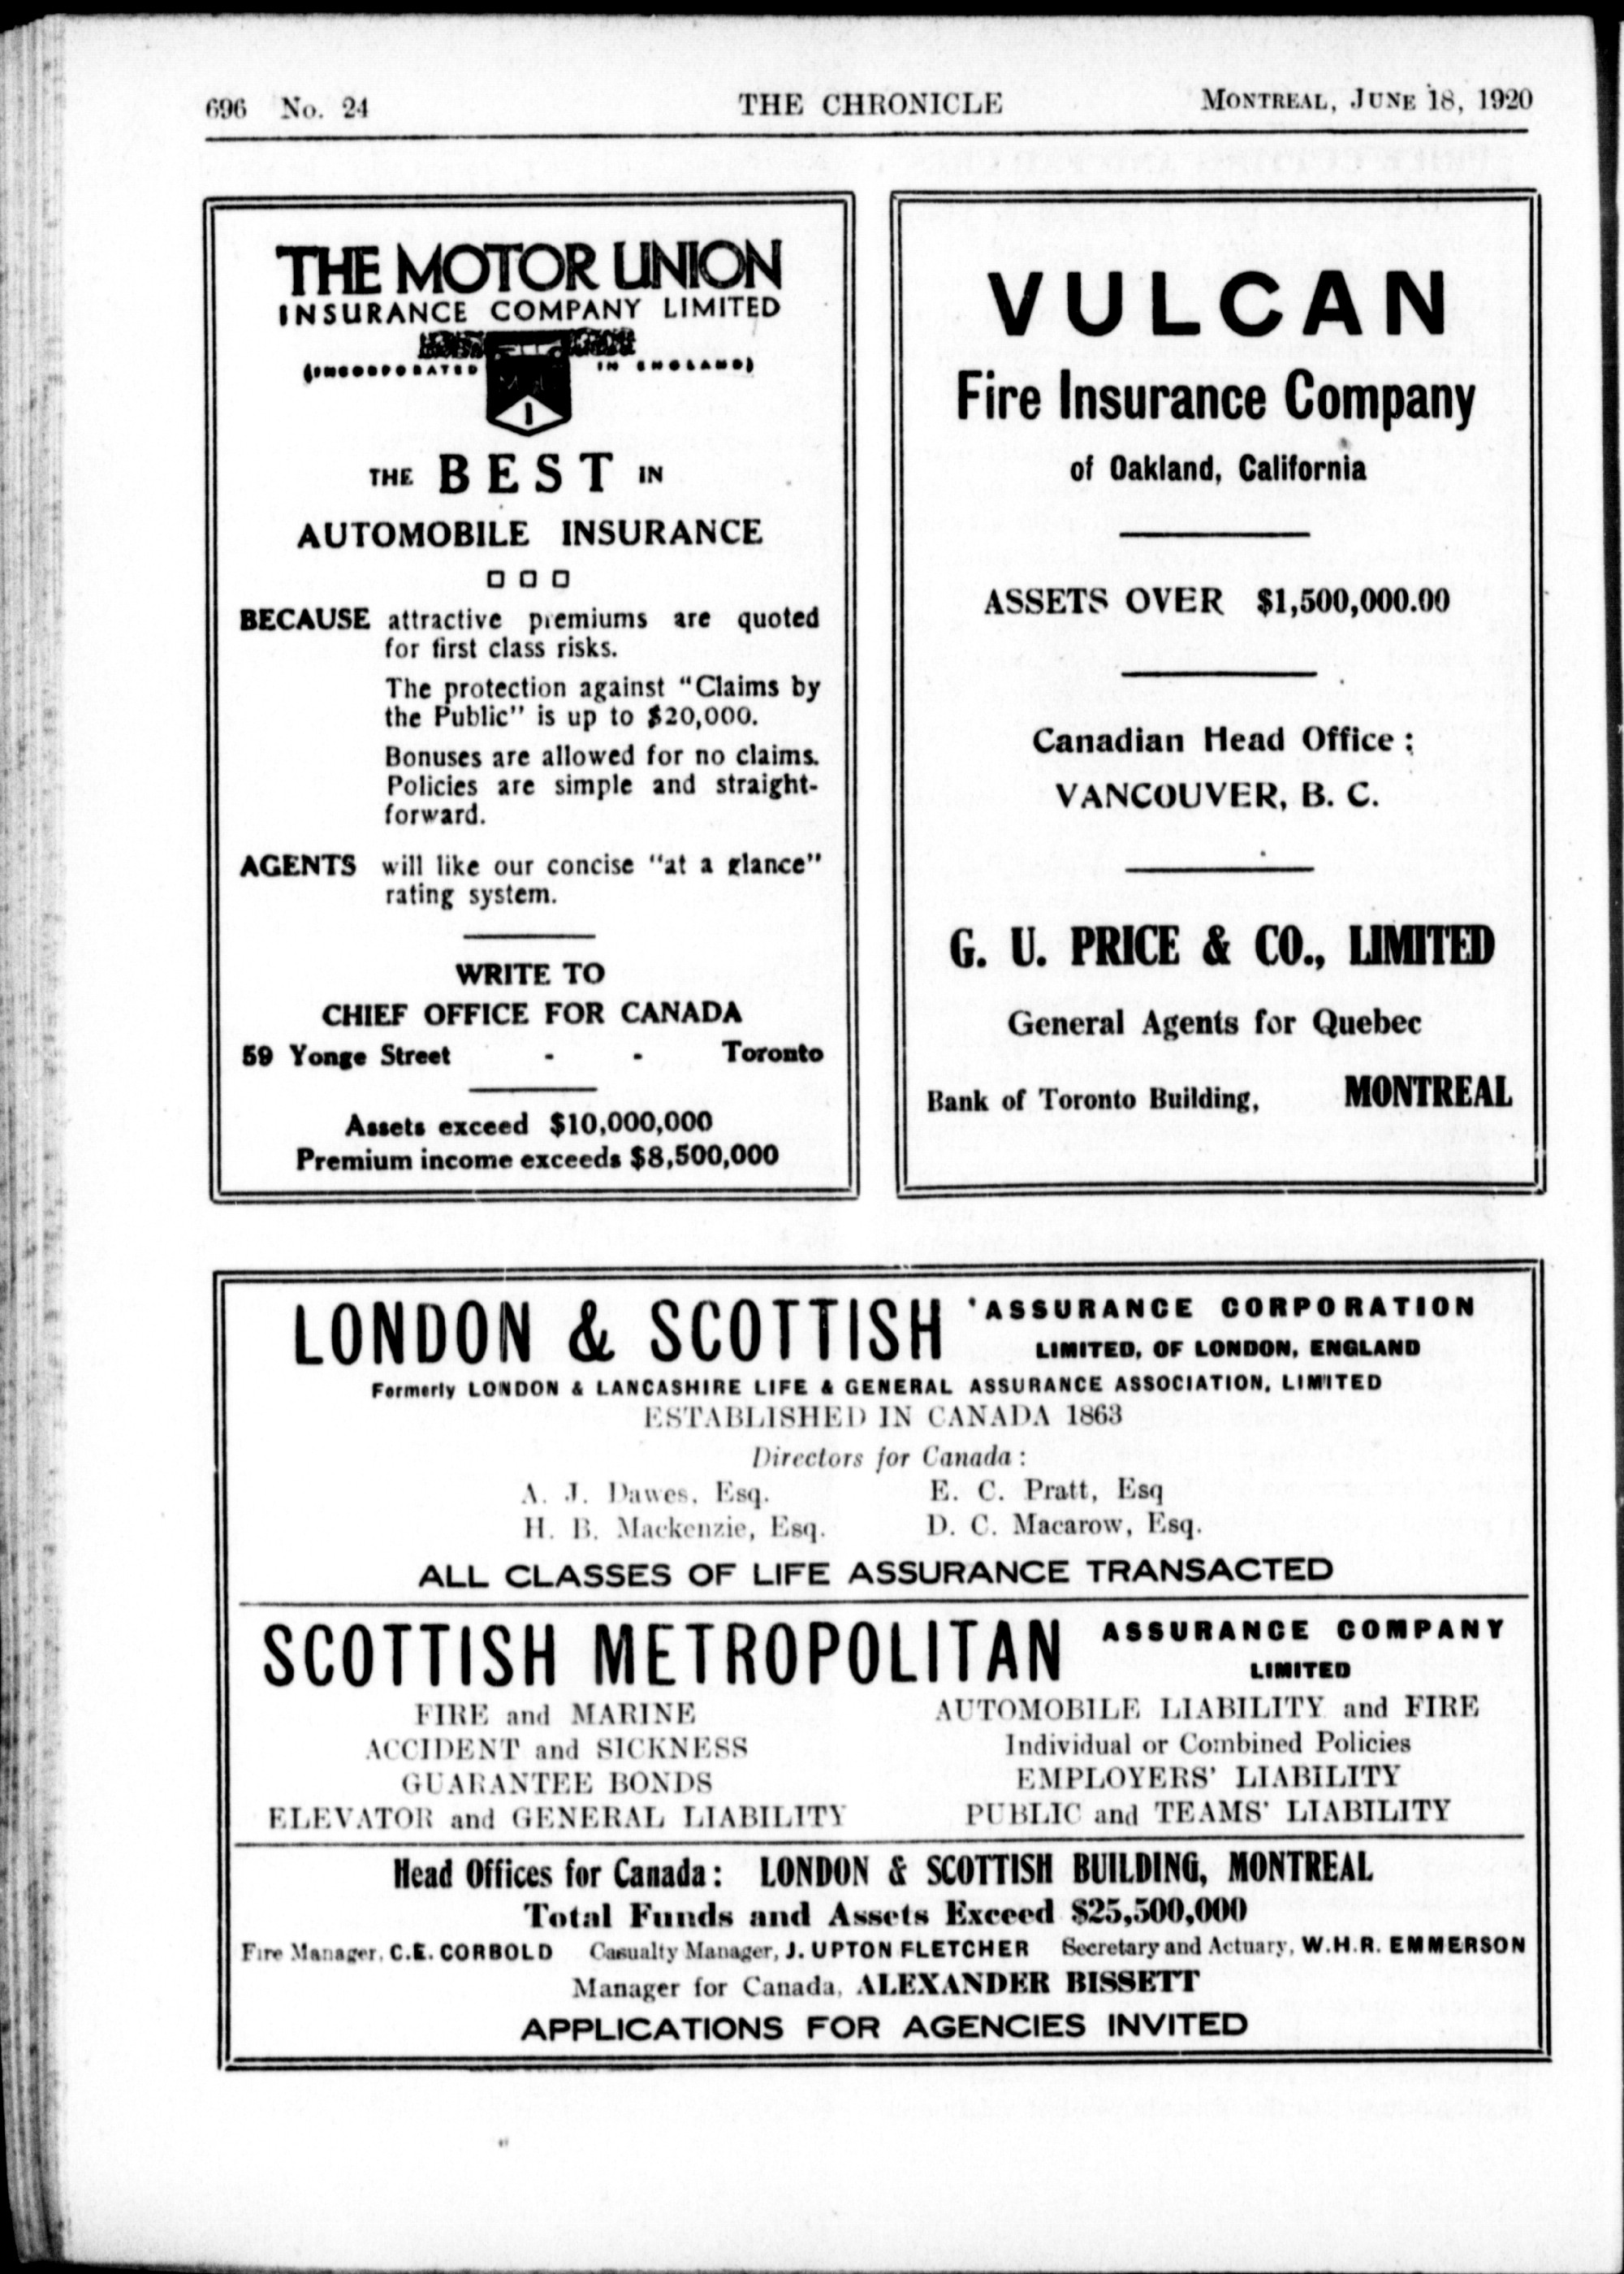 696 No. 24 THE CHRONICLE MONTREAL, JUNE 18, 1920
THE MOTOR UNION
INSURANCE COMPANY LIMITED
(INCORPORATED IN ENGLAND)
THE BEST IN
AUTOMOBILE INSURANCE
BECAUSE attractive premiums are quoted
for first class risks.
The protection against "Claims by
the Public" is up to $20,000.
Bonuses are allowed for no claims.
Policies are simple and straight-
forward.
AGENTS will like our concise "at a glance"
rating system.
WRITE TO
CHIEF OFFICE FOR CANADA
59 Yonge Street - - Toronto
Assets exceed $10,000,000
Premium income exceeds $8,500,000
VULCAN
Fire Insurance Company
of Oakland, California
ASSETS OVER $1,500,000.00
Canadian Head Office:
VANCOUVER, B. C.
G. U. PRICE & CO., LIMITED
General Agents for Quebec
Bank of Toronto Building, MONTREAL
LONDON & SCOTTISH ASSURANCE CORPORATION
LIMITED, OF LONDON, ENGLAND
Formerly LONDON & LANCASHIRE LIFE & GENERAL ASSURANCE ASSOCIATION, LIMITED
ESTABLISHED IN CANADA 1863
Directors for Canada:
A. J. Dawes, Esq. E. C. Pratt, Esq
H. B. Mackenzie, Esq. D. C. Macarow, Esq.
ALL CLASSES OF LIFE ASSURANCE TRANSACTED
SCOTTISH METROPOLITAN ASSURANCE COMPANY
LIMITED
FIRE and MARINE
ACCIDENT and SICKNESS
GUARANTEE BONDS
ELEVATOR and GENERAL LIABILITY
AUTOMOBILE LIABILITY and FIRE
Individual or Combined Policies
EMPLOYERS' LIABILITY
PUBLIC and TEAMS' LIABILITY
Head Offices for Canada: LONDON & SCOTTISH BUILDING, MONTREAL
Total Funds and Assets Exceed $25,500,000
Fire Manager, C.E. CORBOLD Casualty Manager, J. UPTON FLETCHER Secretary and Actuary, W.H.R. EMMERSON
Manager for Canada, ALEXANDER BISSETT
APPLICATIONS FOR AGENCIES INVITED